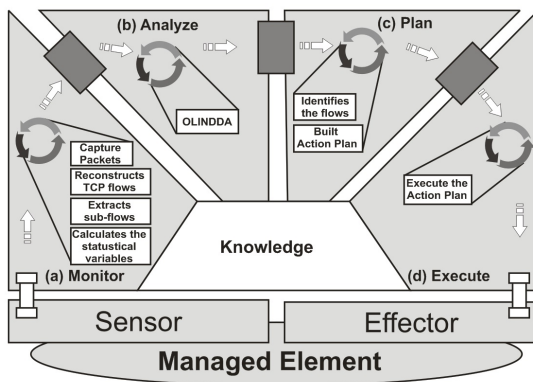 (b) Analyze
OLINDDA
(c) Plan
Identifies
the flows
Built
Action Plan
Capture
Packets
Reconstructs
TCP flows
Extracts
sub-flows
Calculates the
statustical
variables
(a) Monitor
Execute the
Action Plan
(d) Execute
Knowledge
Sensor
Effector
Managed Element